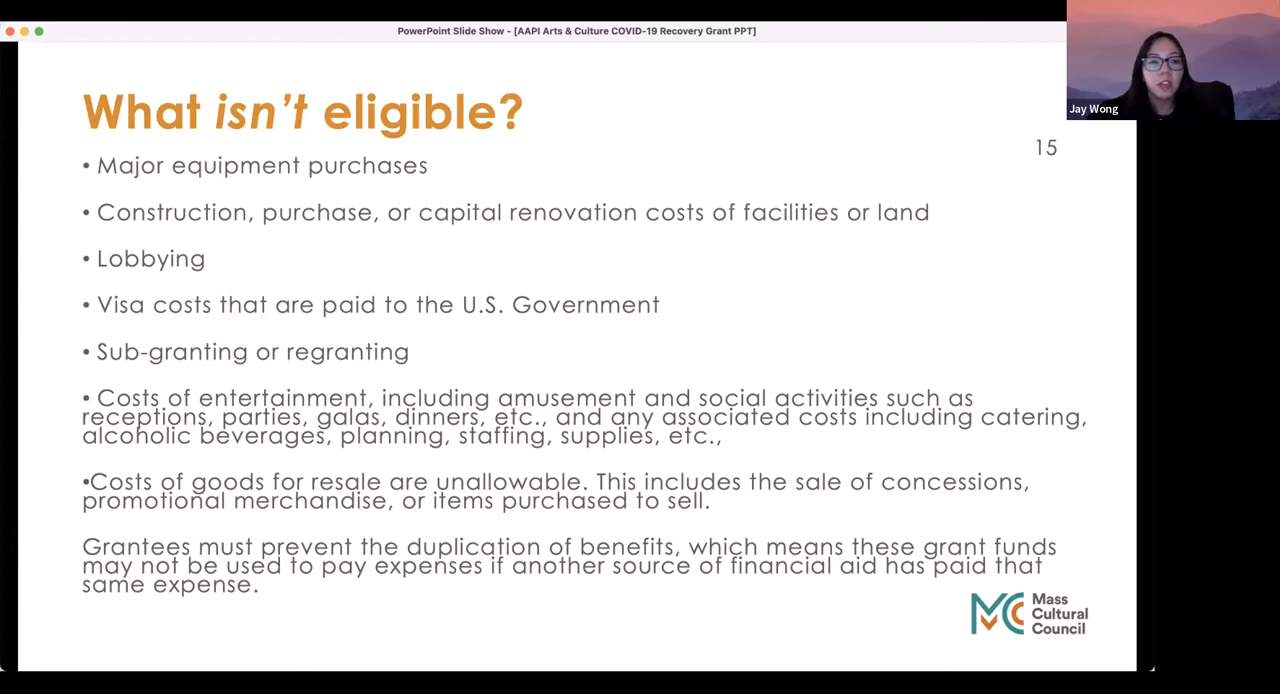 PowerPoint Slide Show - [AAPI Arts & Culture COVID-19 Recovery Grant PPT]
Jay Wong
What isn't eligible?
15
• Major equipment purchases
• Construction, purchase, or capital renovation costs of facilities or land
• Lobbying
• Visa costs that are paid to the U.S. Government
• Sub-granting or regranting
• Costs of entertainment, including amusement and social activities such as
receptions, parties, galas, dinners, etc., and any associated costs including catering,
alcoholic beverages, planning, staffing, supplies, etc.,
•Costs of goods for resale are unallowable. This includes the sale of concessions,
promotional merchandise, or items purchased to sell.
Grantees must prevent the duplication of benefits, which means these grant funds
may not be used to pay expenses if another source of financial aid has paid that
same expense.
Mass
Cultural
Council